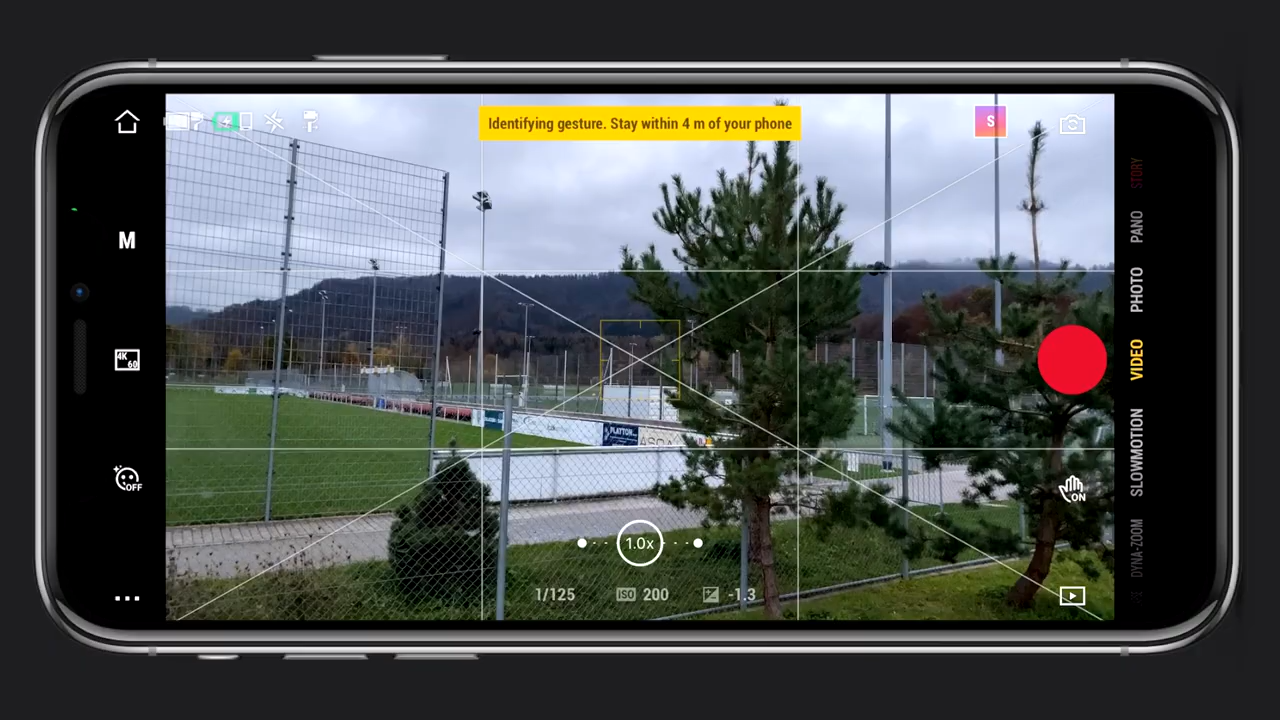 Identifying gesture. Stay within 4 m of your phone
S
M
4K
60
OFF
STORY
PANO
PHOTO
VIDEO
SLOWMOTION
DYNA-ZOOM
ON
PLATTON...
ASCA
1.0x
1/125
ISO 200
-1.3